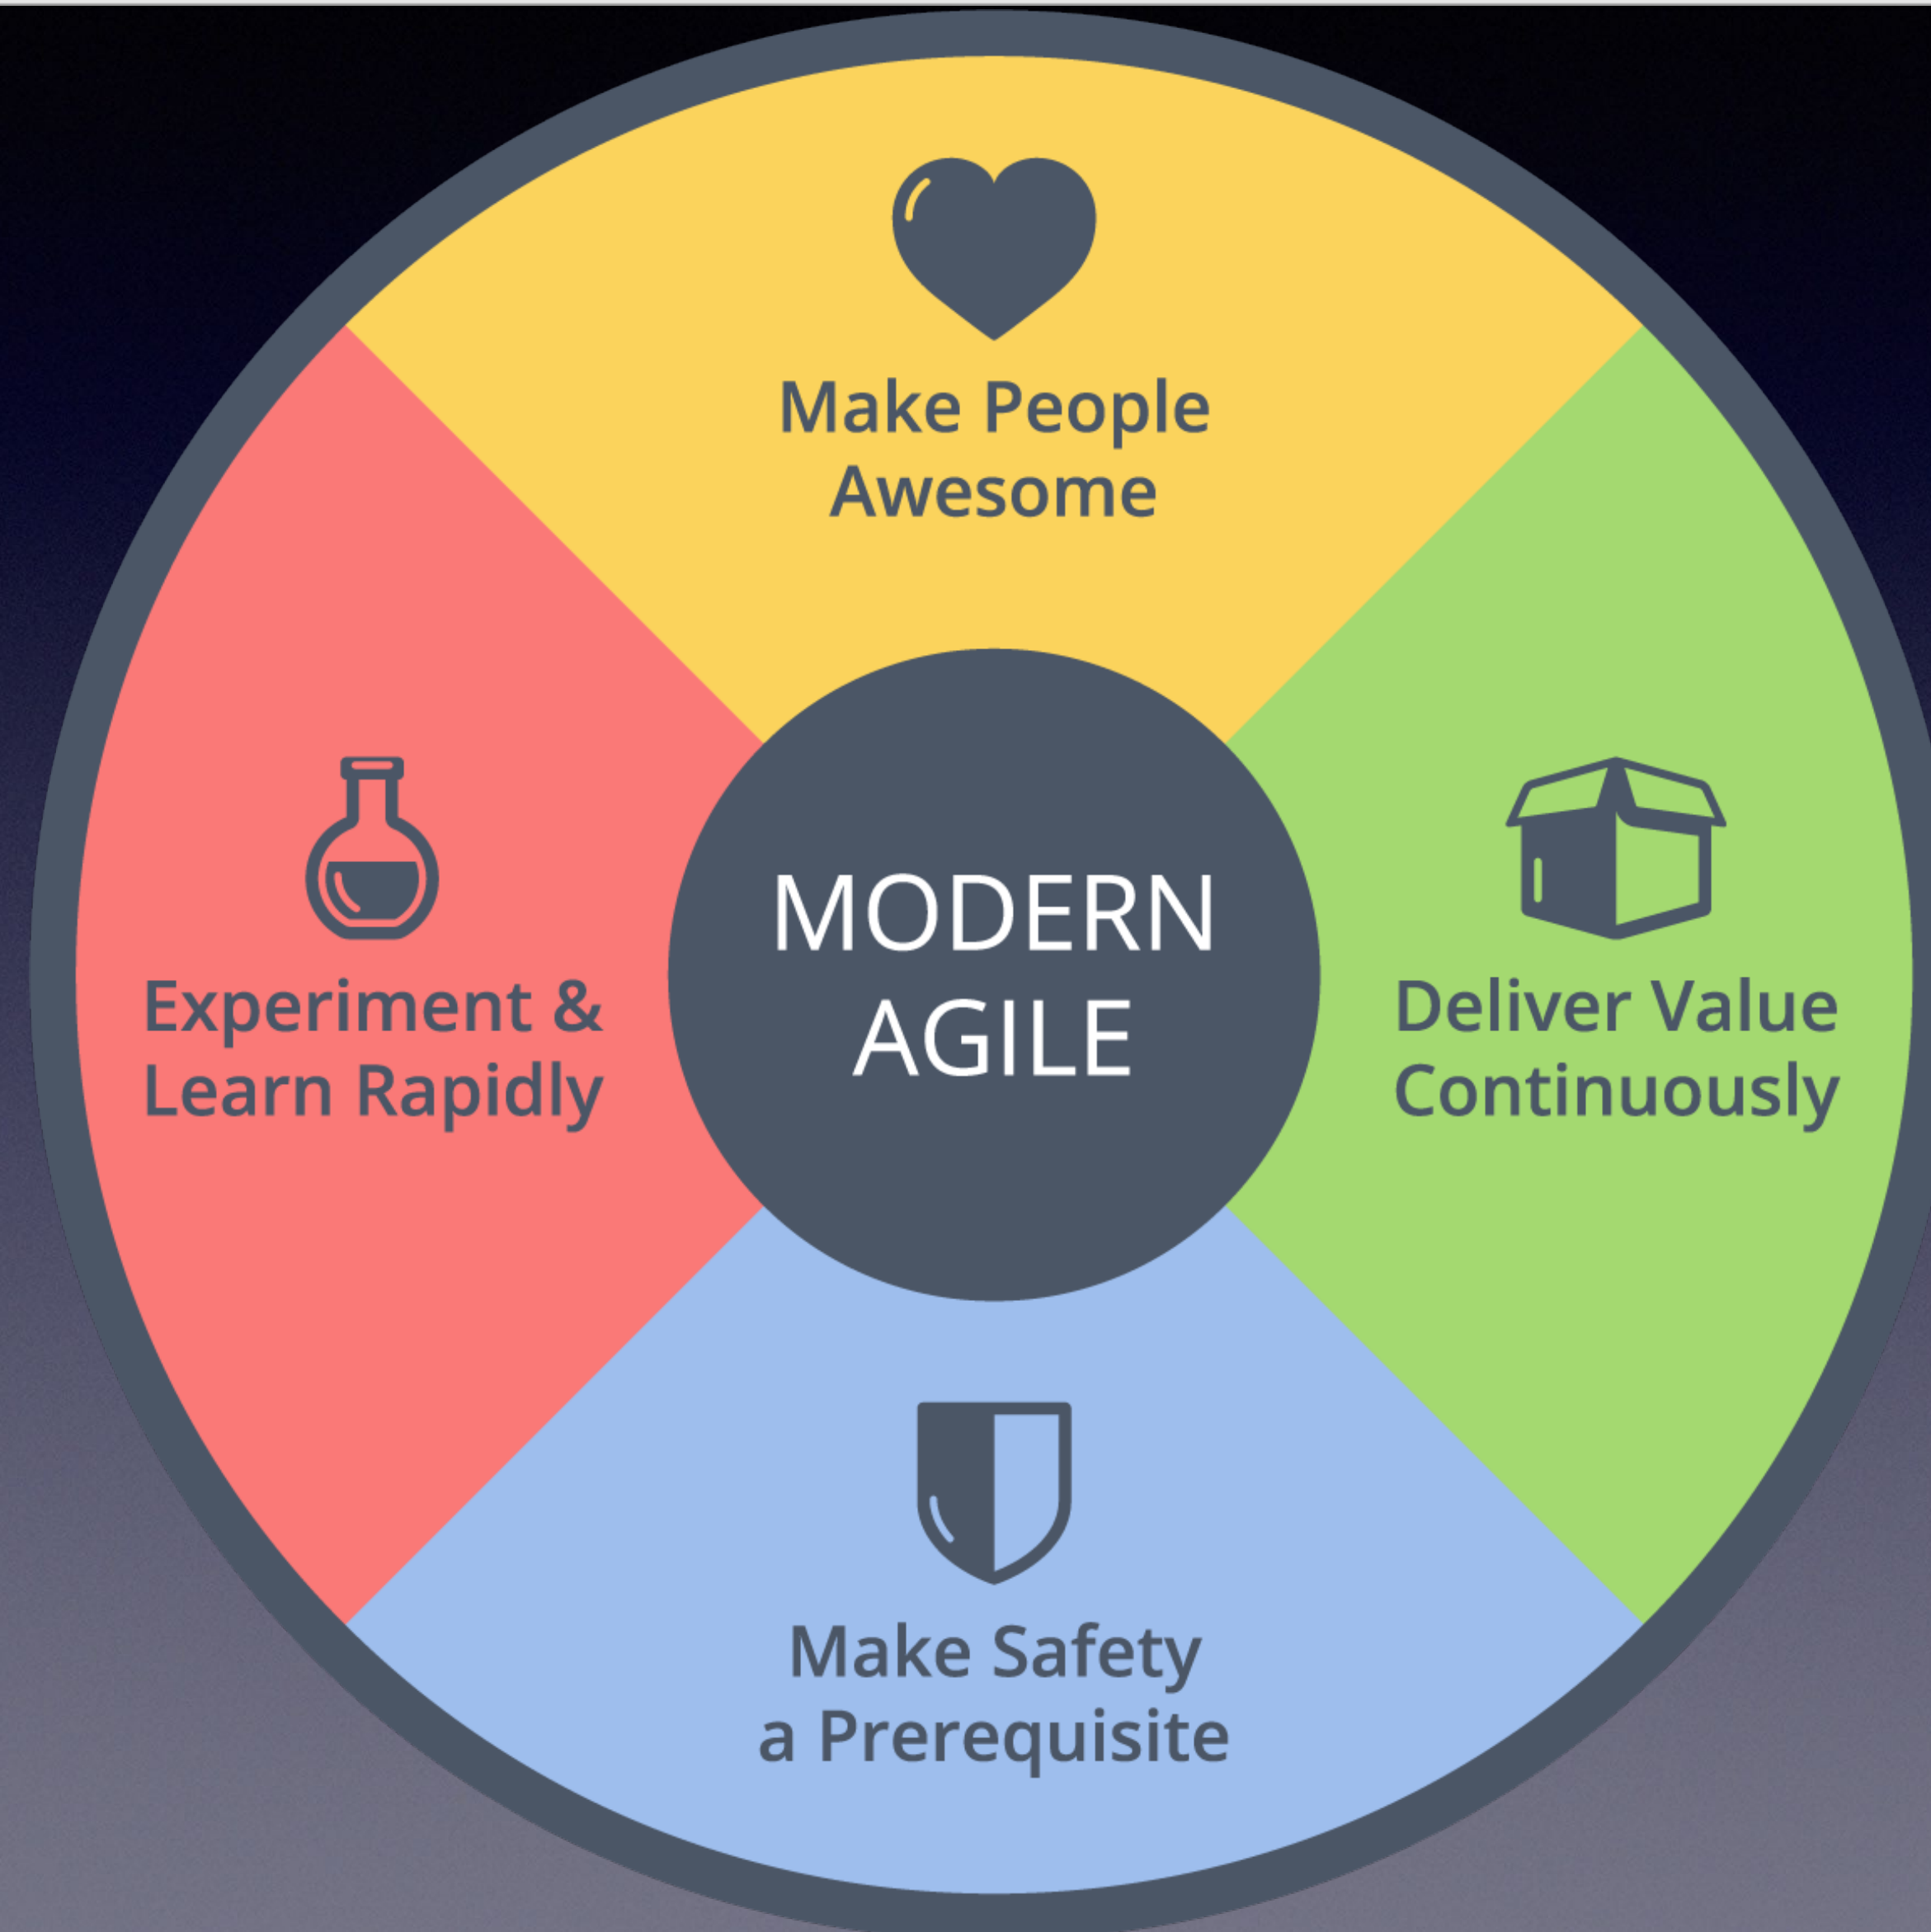 Make People
Awesome
Experiment &
Learn Rapidly
MODERN
AGILE
Deliver Value
Continuously
Make Safety
a Prerequisite